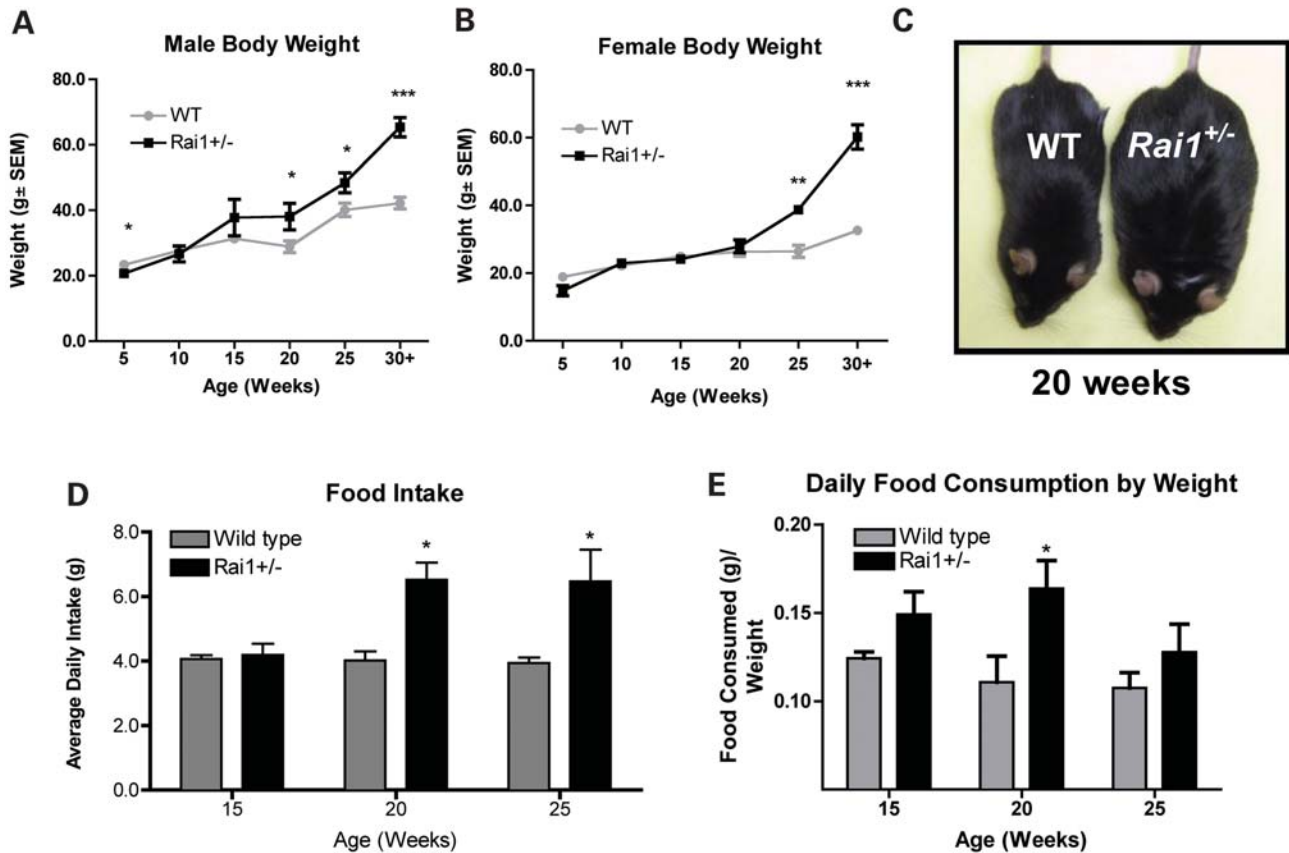 A
Male Body Weight
Weight (g± SEM)
80.0
60.0
40.0
20.0
0.0
WT
Rai1+/-
*
*
*
***
5 10 15 20 25 30+
Age (Weeks)
B
Female Body Weight
Weight (g± SEM)
80.0
60.0
40.0
20.0
0.0
WT
Rai1+/-
**
***
5 10 15 20 25 30+
Age (Weeks)
C
WT Rai1+/-
20 weeks
D
Food Intake
Average Daily Intake (g)
8.0
6.0
4.0
2.0
0.0
Wild type
Rai1+/-
*
*
15 20 25
Age (Weeks)
E
Daily Food Consumption by Weight
Food Consumed (g)/
Weight
0.20
0.15
0.10
Wild type
Rai1+/-
*
15 20 25
Age (Weeks)